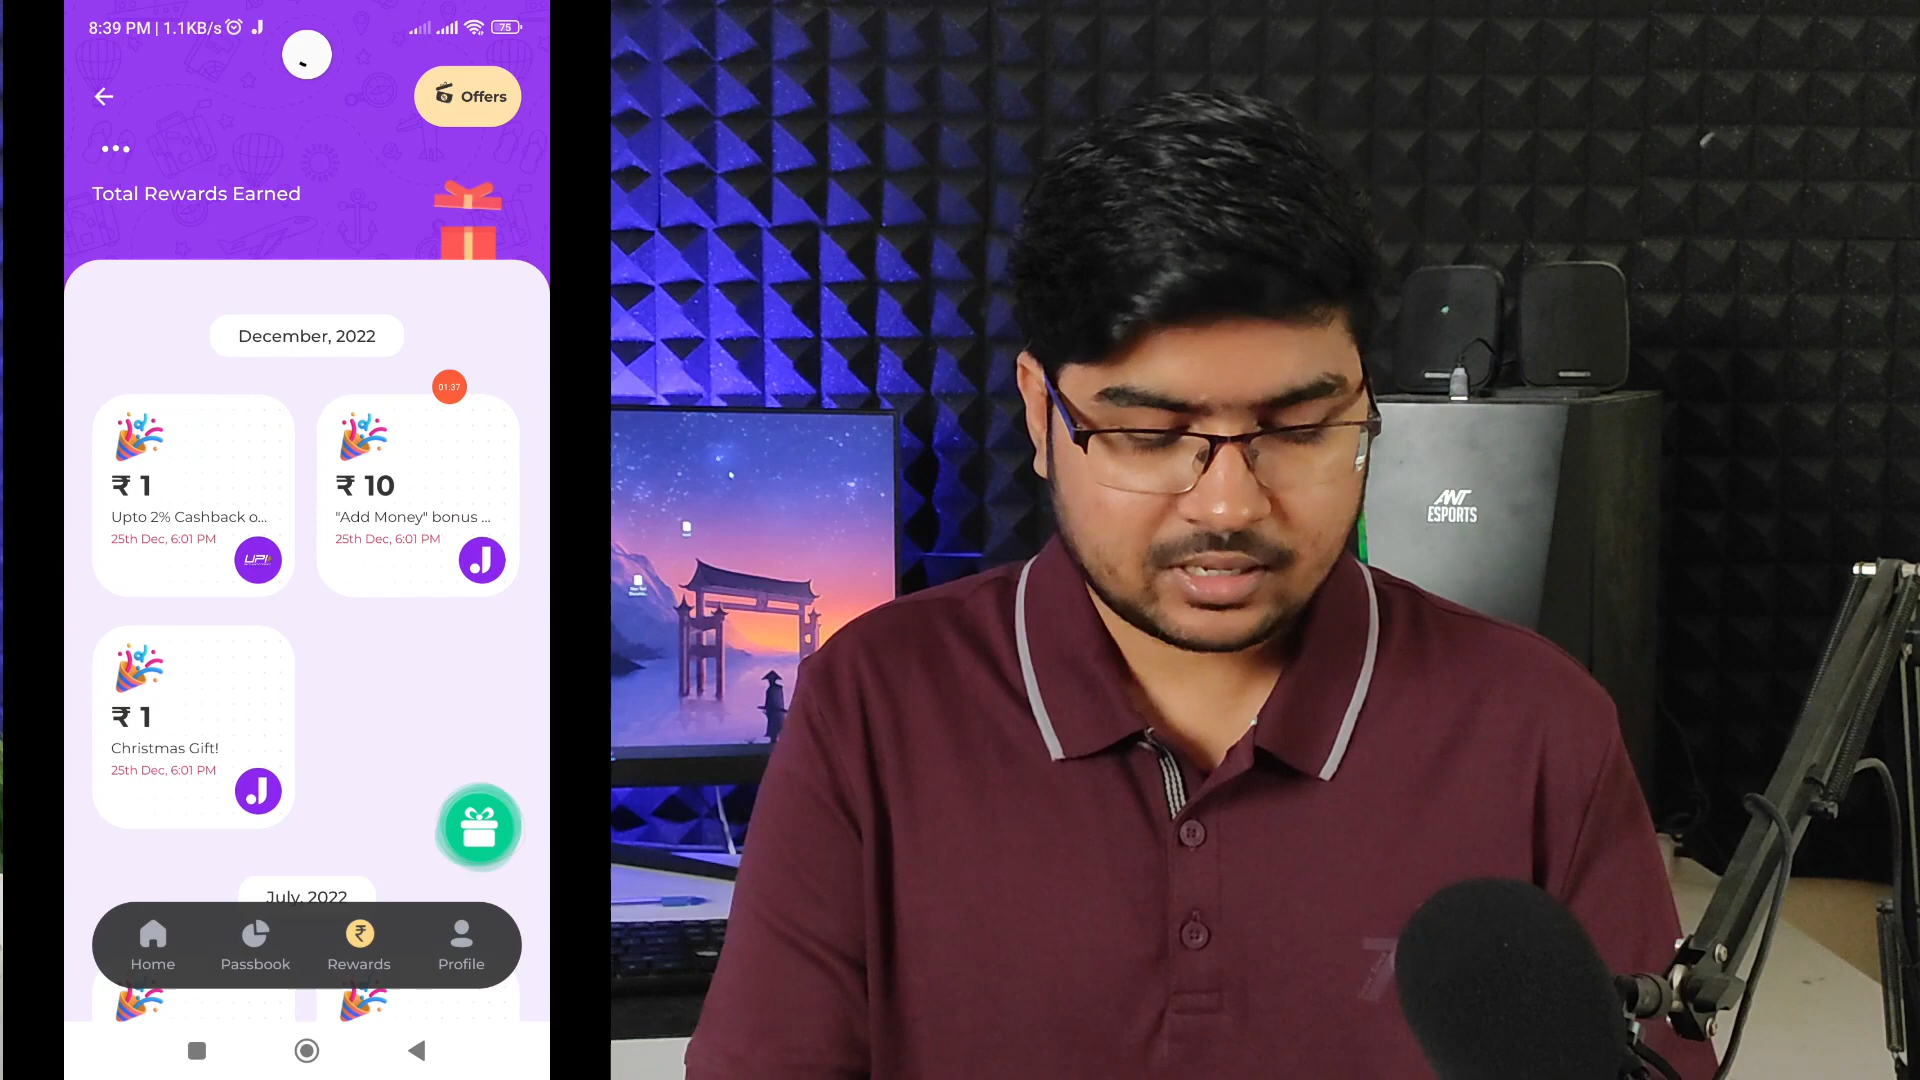 8:39 PM | 1.1KB/s
75
Offers
Total Rewards Earned
December, 2022
01:37
₹ 1
Upto 2% Cashback o...
25th Dec, 6:01 PM
UPI
₹ 10
"Add Money" bonus ...
25th Dec, 6:01 PM
J
₹ 1
Christmas Gift!
25th Dec, 6:01 PM
J
July, 2022
Home
Passbook
Rewards
Profile
ANT
ESPORTS